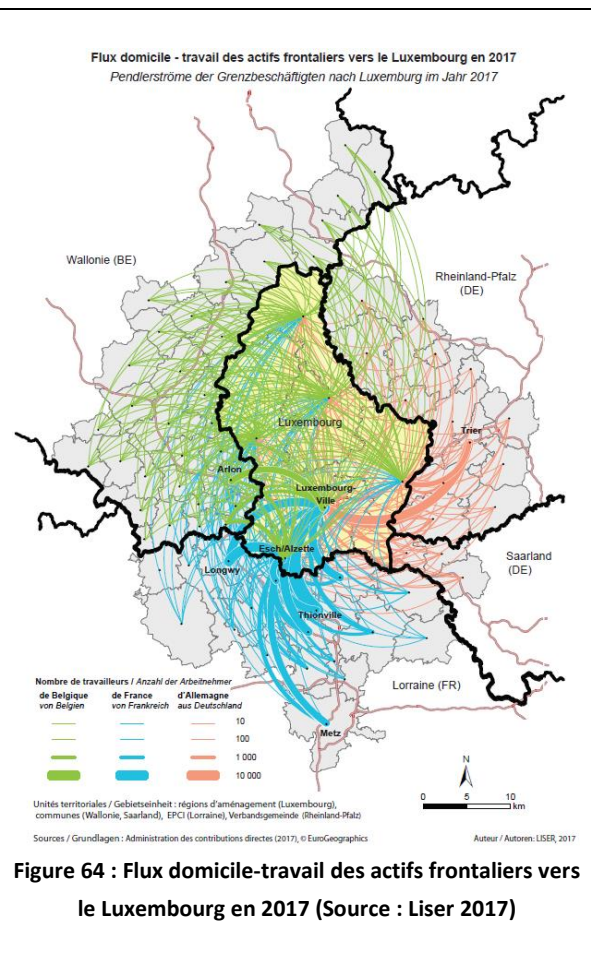 Flux domicile - travail des actifs frontaliers vers le Luxembourg en 2017
Pendlerströme der Grenzbeschäftigten nach Luxemburg im Jahr 2017
Wallonie (BE)
Rheinland-Pfalz
(DE)
Luxembourg
Trier
Arlon
Luxembourg-
Ville
Esch/Alzette
Saarland
(DE)
Longwy
Thionville
Lorraine (FR)
Metz
Nombre de travailleurs / Anzahl der Arbeitnehmer
de Belgique de France d'Allemagne
von Belgien von Frankreich aus Deutschland
10
100
1 000
10 000
N
0 5 10
km
Unités territoriales / Gebietseinheit : régions d'aménagement (Luxembourg),
communes (Wallonie, Saarland), EPCI (Lorraine), Verbandsgemeinde (Rheinland-Pfalz)
Sources / Grundlagen : Administration des contributions directes (2017), © EuroGeographics
Auteur / Autoren: LISER, 2017
Figure 64 : Flux domicile-travail des actifs frontaliers vers
le Luxembourg en 2017 (Source : Liser 2017)